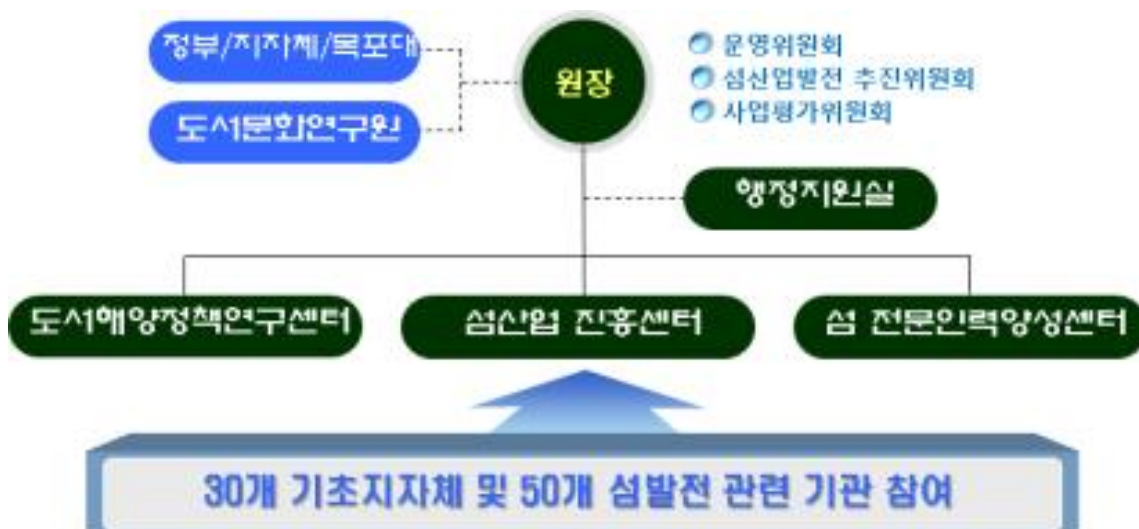 정부/지자체/목포대
도서문화연구원
원장
운영위원회
섬산업발전 추진위원회
사업평가위원회
행정지원실
도서해양정책연구센터
섬산업 진흥센터
섬 전문인력양성센터
30개 기초지자체 및 50개 섬발전 관련 기관 참여